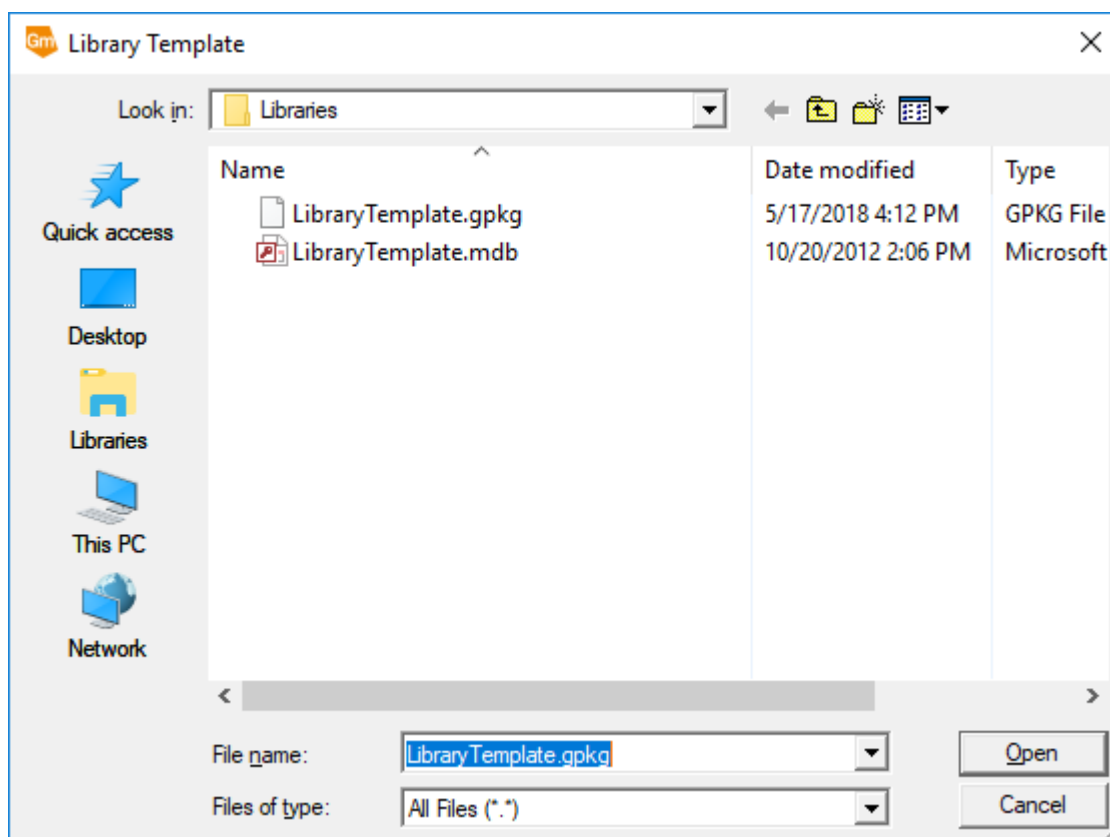 Gm Library Template
Look in: Libraries
Name Date modified Type
LibraryTemplate.gpkg 5/17/2018 4:12 PM GPKG File
LibraryTemplate.mdb 10/20/2012 2:06 PM Microsoft
Quick access
Desktop
Libraries
This PC
Network
File name: LibraryTemplate.gpkg Open
Files of type: All Files (*.*) Cancel